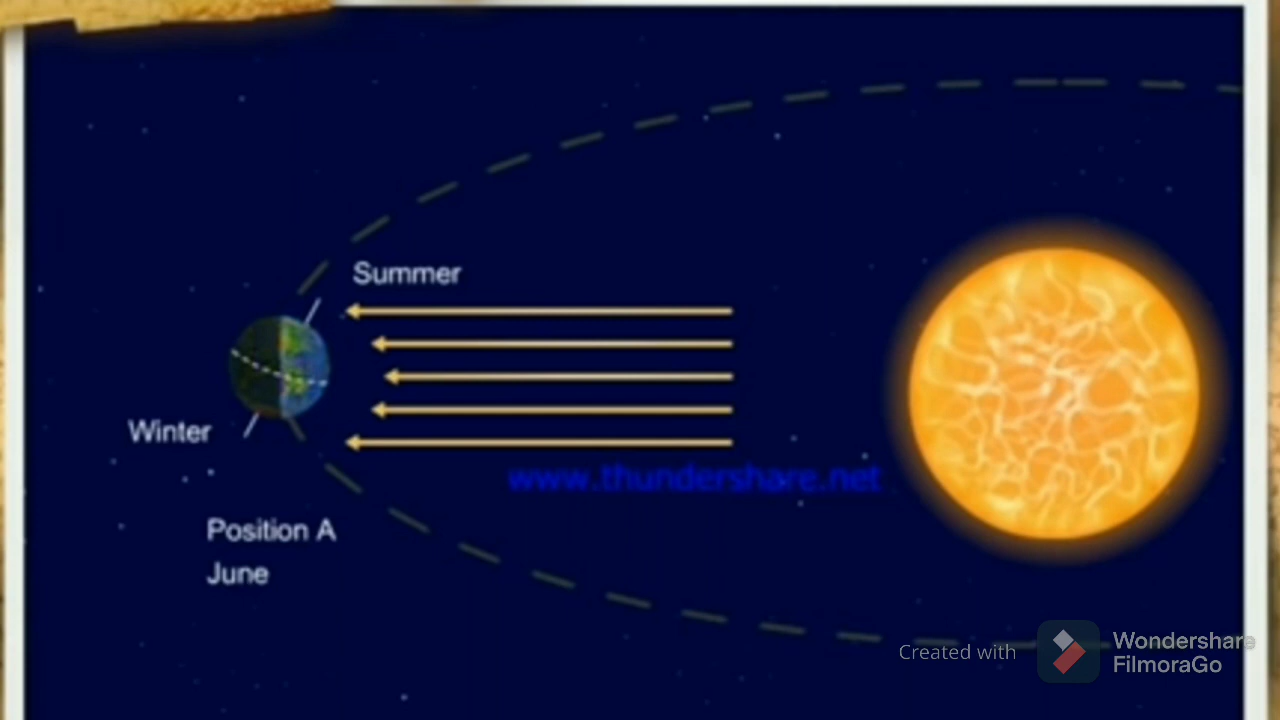 Summer
Winter
www.thundershare.net
Position A
June
Created with
Wondershare
FilmoraGo